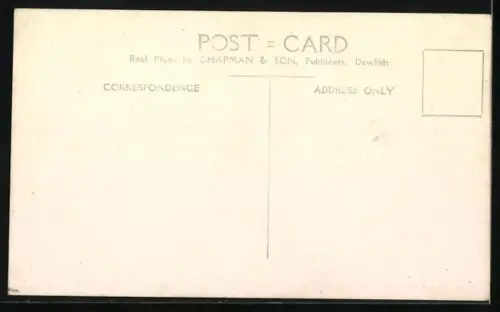 POST = CARD
Real Photo by CHAPMAN & SON, Publishers, Dawlish
CORRESPONDENCE
ADDRESS ONLY